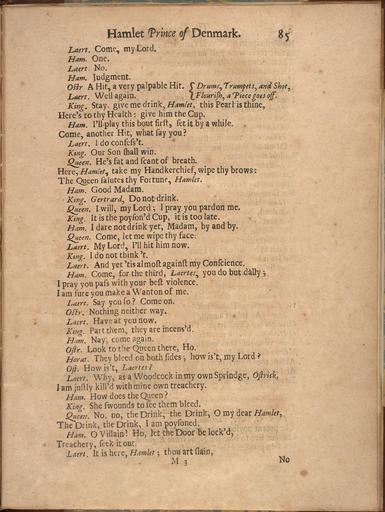 Hamlet Prince of Denmark. 85
Laert. Come, my Lord.
Ham. One.
Laert. No.
Ham. Judgment.
Ostr A Hit, a very palpable Hit. { Drums, Trumpets, and Shot,
Laert. Well again. { Flourish, a Piece goes off.
King. Stay. give me drink, Hamlet, this Pearl is thine,
Here's to thy Health: give him the Cup.
Ham. I'll play this bout first, set it by a while.
Come, another Hit, what say you?
Laert. I do confess't.
King. Our Son shall win.
Queen. He's fat and scant of breath.
Here, Hamlet, take my Handkerchief, wipe thy brows:
The Queen salutes thy Fortune, Hamlet.
Ham. Good Madam.
King. Gertrard, Do not drink.
Queen. I will, my Lord; I pray you pardon me.
King. It is the poyson'd Cup, it is too late.
Ham. I dare not drink yet, Madam, by and by.
Queen. Come, let me wipe thy face.
Laert. My Lord, I'll hit him now.
King. I do not think 't.
Laert. And yet 'tis almost against my Conscience.
Ham. Come, for the third, Laertes, you do but dally;
I pray you pass with your best violence.
I am sure you make a Wanton of me.
Laert. Say you so? Come on.
Ostr. Nothing neither way.
Laert. Have at you now.
King. Part them, they are incens'd.
Ham. Nay, come again.
Ostr. Look to the Queen there, Ho.
Horat. They bleed on both sides; how is't, my Lord?
Ost. How is't, Laertes?
Laert. Why, as a Woodcock in my own Sprindge, Ostrick,
I am justly kill'd with mine own treachery.
Ham. How does the Queen?
King. She swounds to see them bleed.
Queen. No, no, the Drink, the Drink, O my dear Hamlet,
The Drink, the Drink, I am poysoned.
Ham. O Villain! Ho, let the Door be lock'd,
Treachery, seek it out.
Laert. It is here, Hamlet; thou art slain,
M 3 No